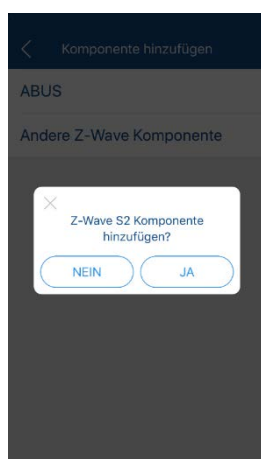 Komponente hinzufügen
ABUS
Andere Z-Wave Komponente
Z-Wave S2 Komponente
hinzufügen?
NEIN
JA